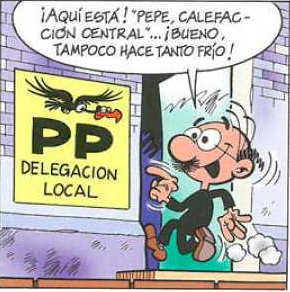 ¡AQUÍ ESTÁ! "PEPE, CALEFAC-
CIÓN CENTRAL"... ¡BUENO,
TAMPOCO HACE TANTO FRÍO!
PP
DELEGACION
LOCAL